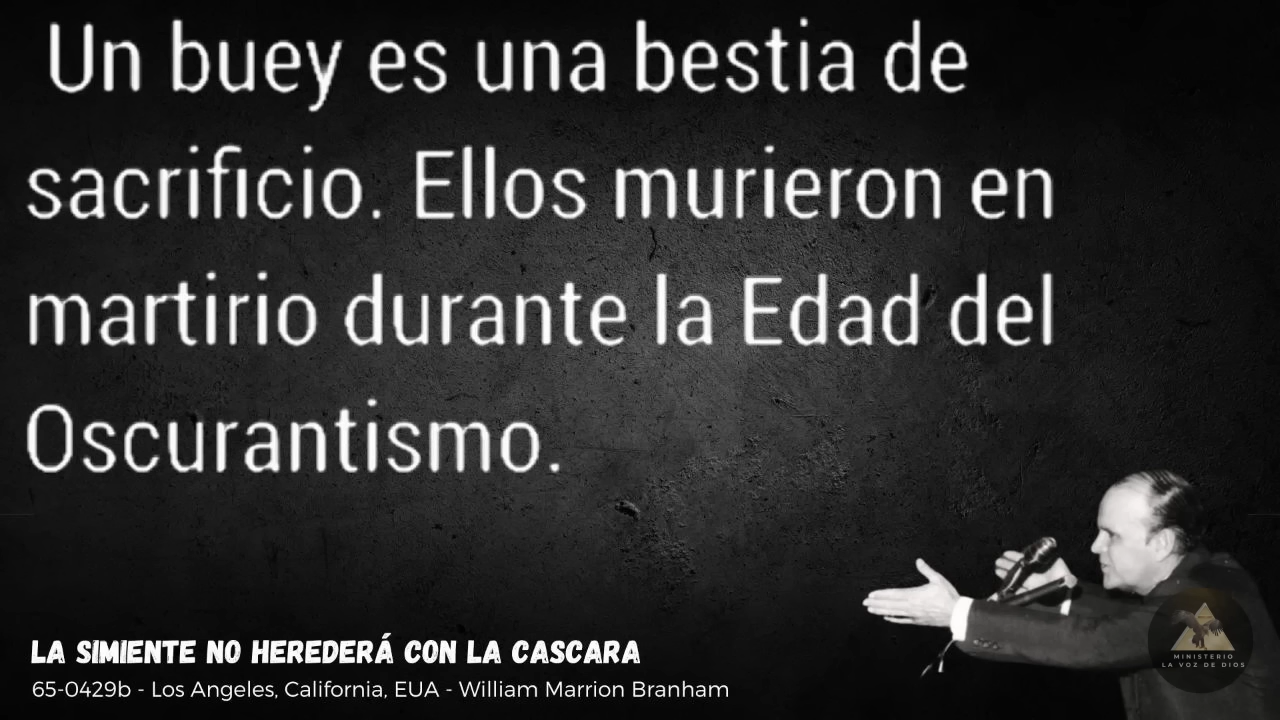 Un buey es una bestia de
sacrificio. Ellos murieron en
martirio durante la Edad del
Oscurantismo.
LA SIMIENTE NO HEREDERÁ CON LA CASCARA
65-0429b - Los Angeles, California, EUA - William Marrion Branham
MINISTERIO
LA VOZ DE DIOS